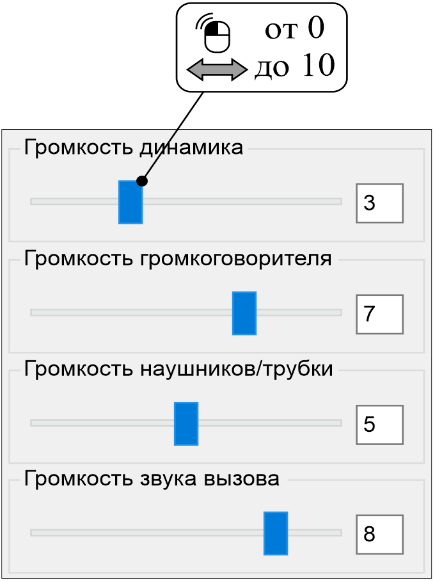 от 0
до 10
Громкость динамика
3
Громкость громкоговорителя
7
Громкость наушников/трубки
5
Громкость звука вызова
8